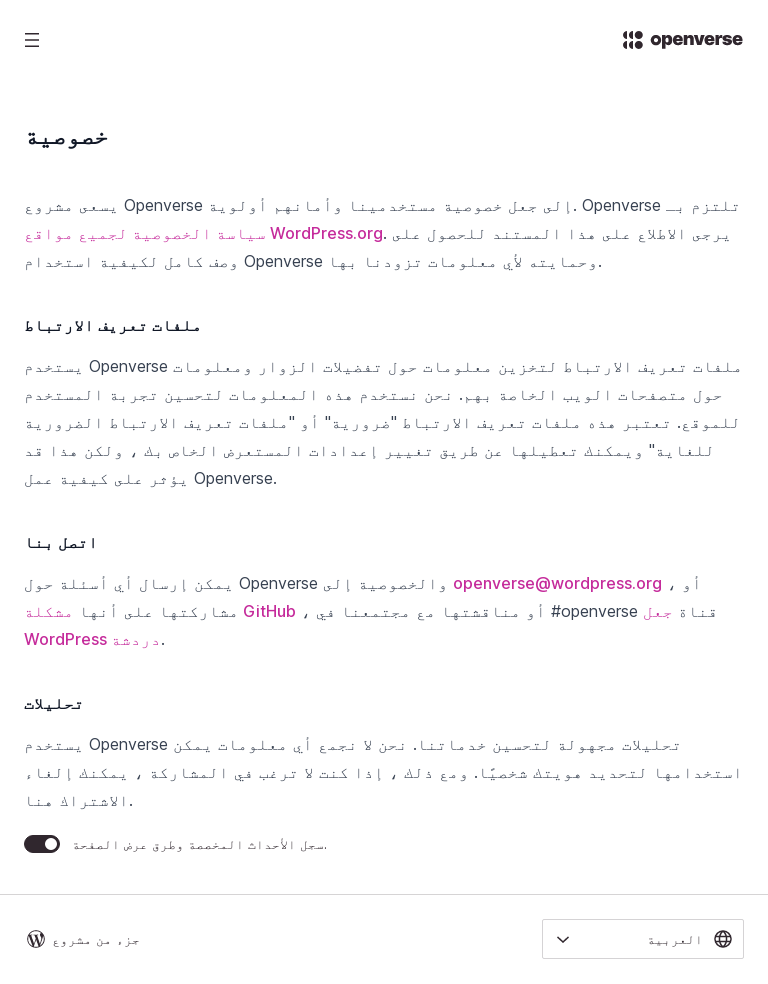 openverse
خصوصية
يسعى مشروع Openverse إلى جعل خصوصية مستخدمينا وأمانهم أولوية. Openverse تلتزم بـ
سياسة الخصوصية لجميع مواقع WordPress.org. يرجى الاطلاع على هذا المستند للحصول على
وصف كامل لكيفية استخدام Openverse وحمايته لأي معلومات تزودنا بها.
ملفات تعريف الارتباط
يستخدم Openverse ملفات تعريف الارتباط لتخزين معلومات حول تفضيلات الزوار ومعلومات
حول متصفحات الويب الخاصة بهم. نحن نستخدم هذه المعلومات لتحسين تجربة المستخدم
للموقع. تعتبر هذه ملفات تعريف الارتباط "ضرورية" أو "ملفات تعريف الارتباط الضرورية
للغاية" ويمكنك تعطيلها عن طريق تغيير إعدادات المستعرض الخاص بك ، ولكن هذا قد
يؤثر على كيفية عمل Openverse.
اتصل بنا
يمكن إرسال أي أسئلة حول Openverse والخصوصية إلى openverse@wordpress.org ، أو
مشاركتها على أنها مشكلة GitHub ، أو مناقشتها مع مجتمعنا في #openverse قناة جعل
WordPress دردشة.
تحليلات
يستخدم Openverse تحليلات مجهولة لتحسين خدماتنا. نحن لا نجمع أي معلومات يمكن
استخدامها لتحديد هويتك شخصيًا. ومع ذلك ، إذا كنت لا ترغب في المشاركة ، يمكنك إلغاء
الاشتراك هنا.
سجل الأحداث المخصصة وطرق عرض الصفحة.
جزء من مشروع
العربية